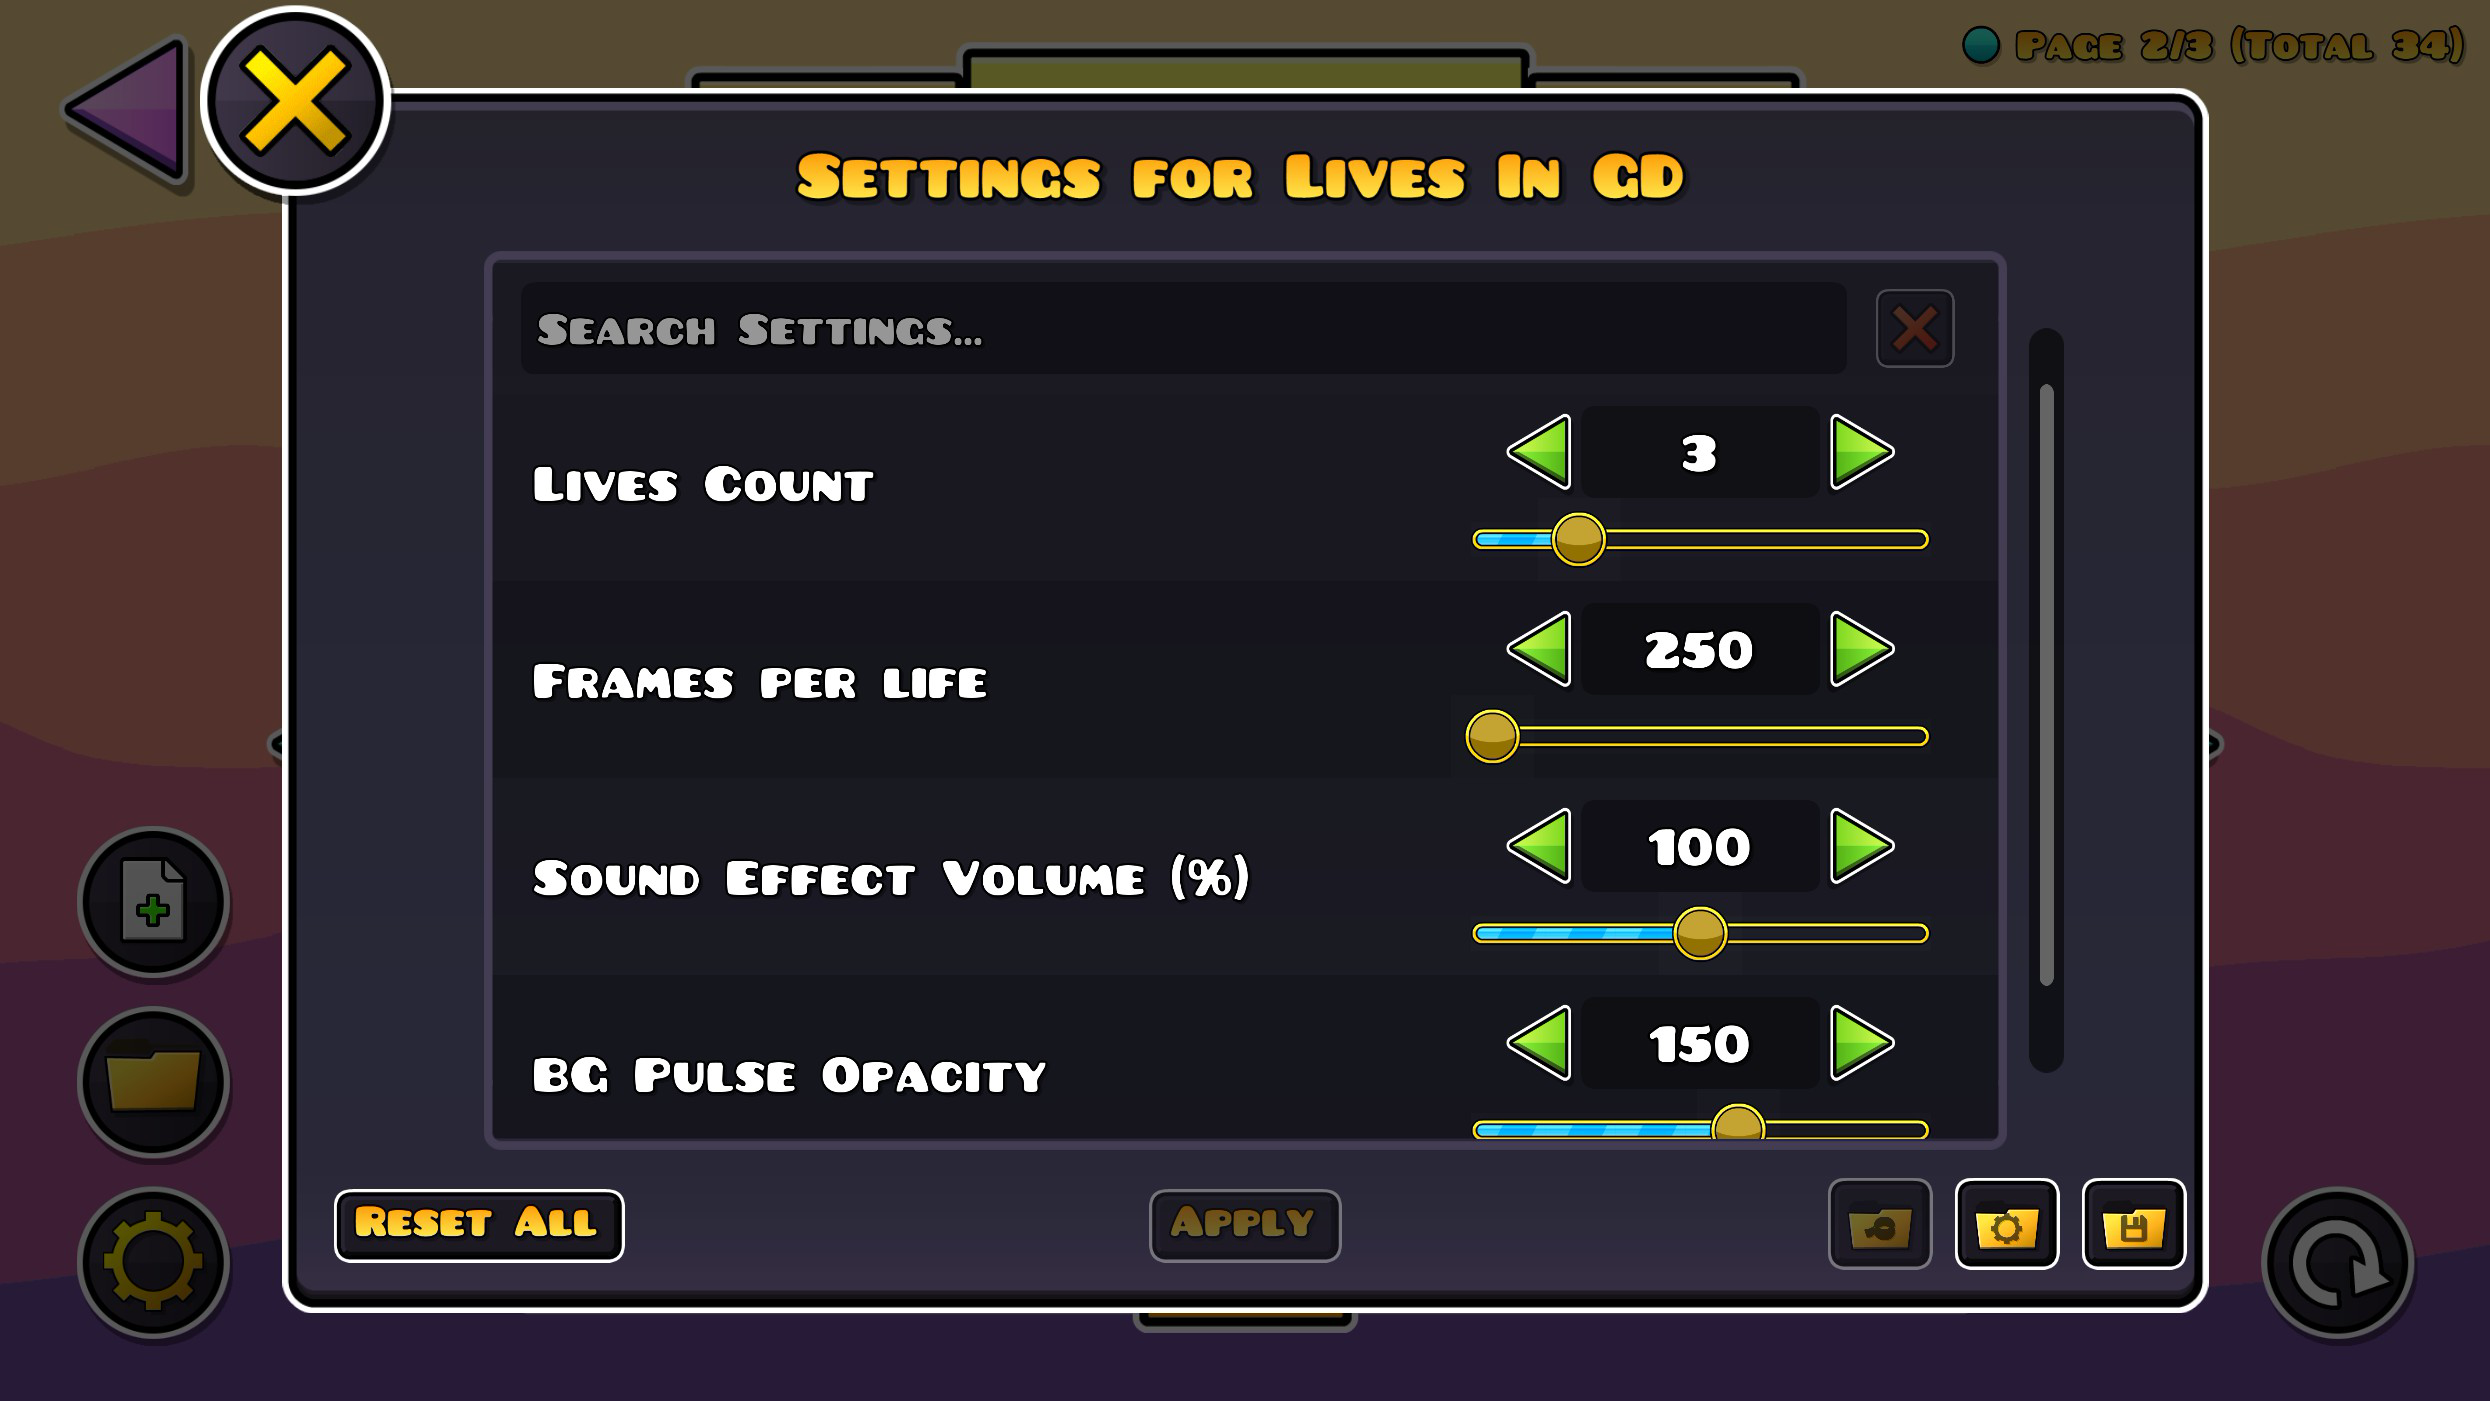 Page 2/3 (Total 34)
Settings for Lives In GD
Search Settings...
Lives Count
3
Frames per life
250
Sound Effect Volume (%)
100
BG Pulse Opacity
150
Reset All
Apply